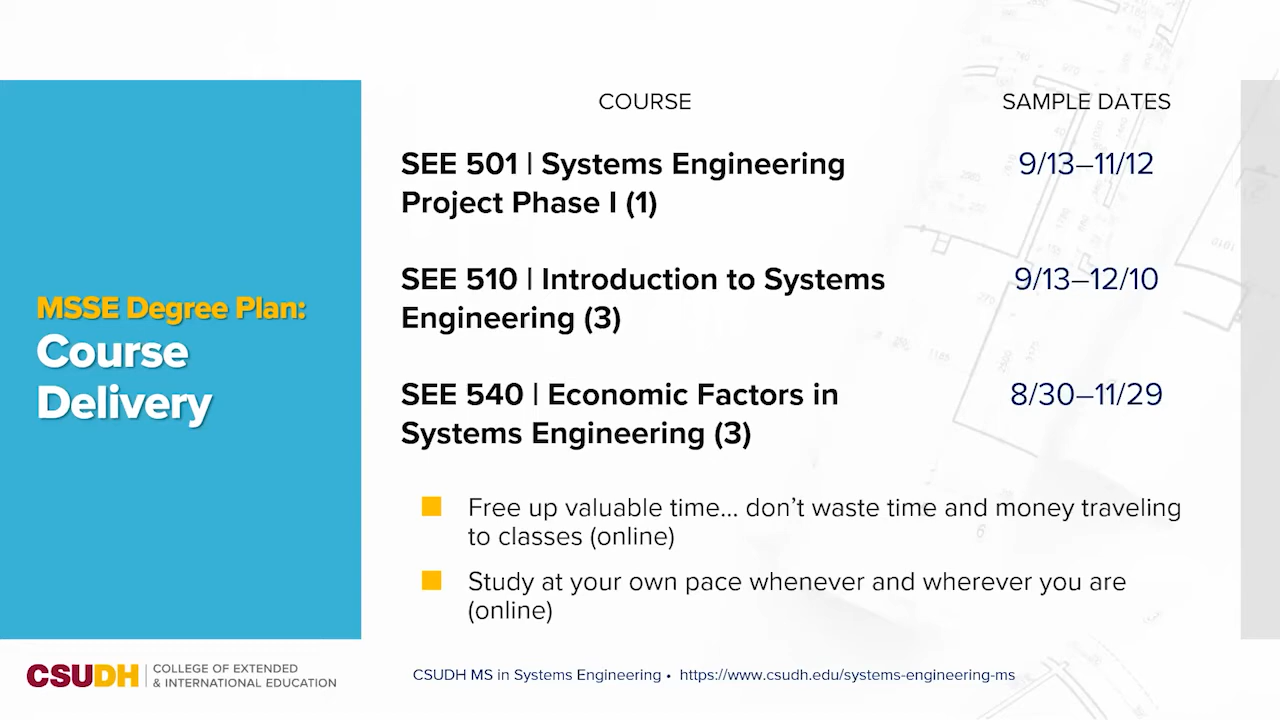 COURSE
SAMPLE DATES
MSSE Degree Plan:
Course
Delivery
SEE 501 | Systems Engineering
Project Phase I (1)
9/13–11/12
SEE 510 | Introduction to Systems
Engineering (3)
9/13–12/10
SEE 540 | Economic Factors in
Systems Engineering (3)
8/30–11/29
Free up valuable time... don’t waste time and money traveling
to classes (online)
Study at your own pace whenever and wherever you are
(online)
CSUDH
COLLEGE OF EXTENDED
& INTERNATIONAL EDUCATION
CSUDH MS in Systems Engineering • https://www.csudh.edu/systems-engineering-ms